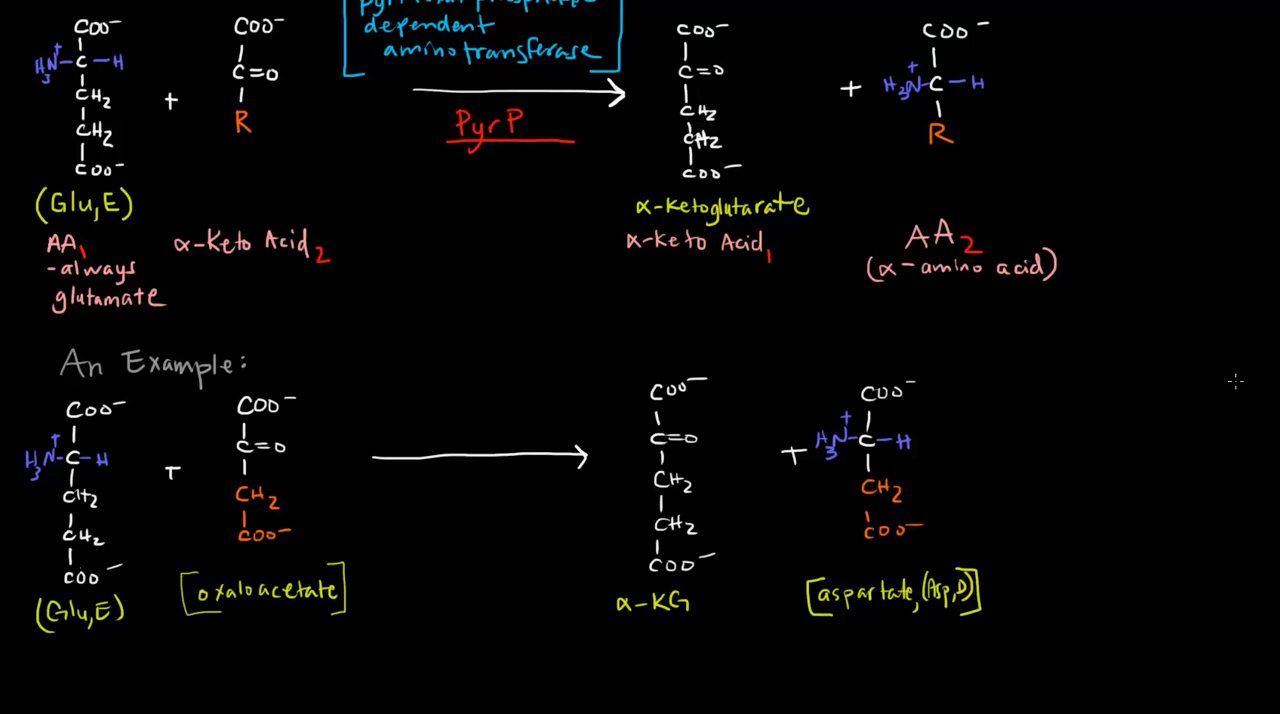 dependent
aminotransferase
COO⁻
H₃N⁺-C-H
CH₂
CH₂
COO⁻
+
COO⁻
C=O
R
PyrP
COO⁻
C=O
CH₂
CH₂
COO⁻
+
COO⁻
H₃N⁺-C-H
R
(Glu,E)
AA₁
-always
glutamate
α-Keto Acid₂
α-Ketoglutarate
α-keto Acid₁
AA₂
(α-amino acid)
An Example:
COO⁻
H₃N⁺-C-H
CH₂
CH₂
COO⁻
(Glu,E)
+
COO⁻
C=O
CH₂
COO⁻
[oxaloacetate]
COO⁻
C=O
CH₂
CH₂
COO⁻
α-KG
+
COO⁻
H₃N⁺-C-H
CH₂
COO⁻
[aspartate,(Asp,D)]